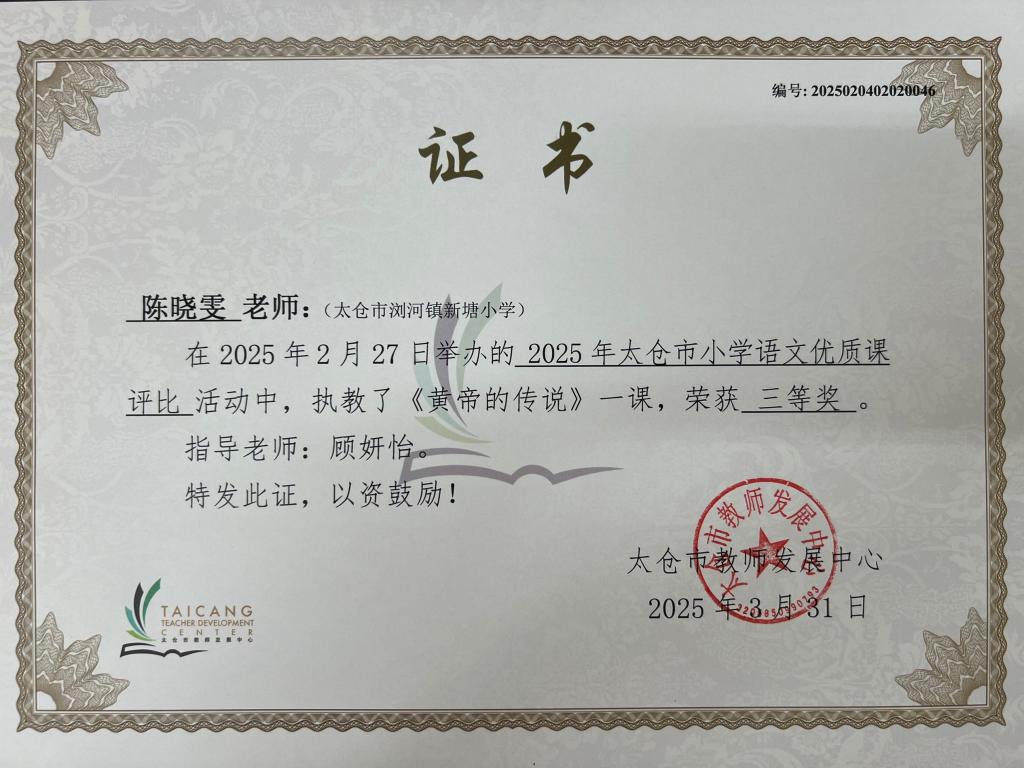 编号: 2025020402020046
证 书
陈晓雯 老师：（太仓市浏河镇新塘小学）
在 2025 年 2 月 27 日举办的 2025 年太仓市小学语文优质课
评比 活动中，执教了《黄帝的传说》一课，荣获 三等奖 。
指导老师：顾妍怡。
特发此证，以资鼓励！
太仓市教师发展中心
太仓市教师发展中心
2025 年 3 月 31 日
TAICANG
TEACHER DEVELOPMENT
CENTER
太仓市教师发展中心